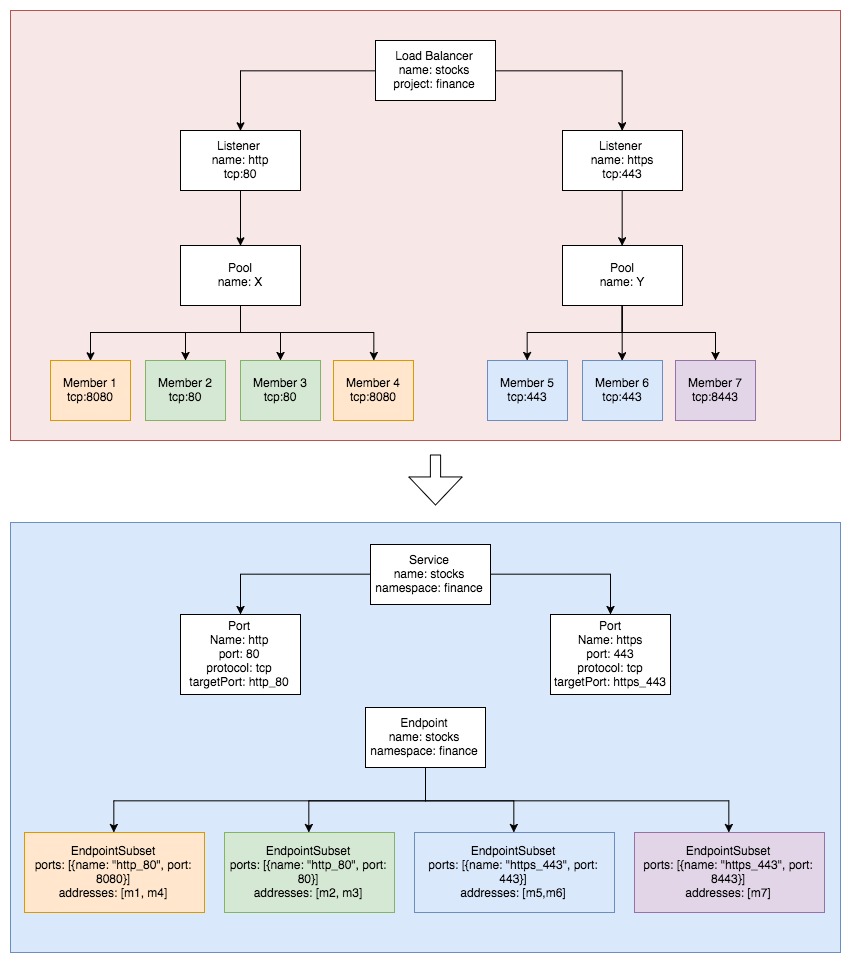 Load Balancer
name: stocks
project: finance
Listener
name: http
tcp:80
Listener
name: https
tcp:443
Pool
name: X
Pool
name: Y
Member 1
tcp:8080
Member 2
tcp:80
Member 3
tcp:80
Member 4
tcp:8080
Member 5
tcp:443
Member 6
tcp:443
Member 7
tcp:8443
Service
name: stocks
namespace: finance
Port
Name: http
port: 80
protocol: tcp
targetPort: http_80
Port
Name: https
port: 443
protocol: tcp
targetPort: https_443
Endpoint
name: stocks
namespace: finance
EndpointSubset
ports: [{name: "http_80", port:
8080}]
addresses: [m1, m4]
EndpointSubset
ports: [{name: "http_80", port:
80}]
addresses: [m2, m3]
EndpointSubset
ports: [{name: "https_443", port:
443}]
addresses: [m5,m6]
EndpointSubset
ports: [{name: "https_443", port:
8443}]
addresses: [m7]